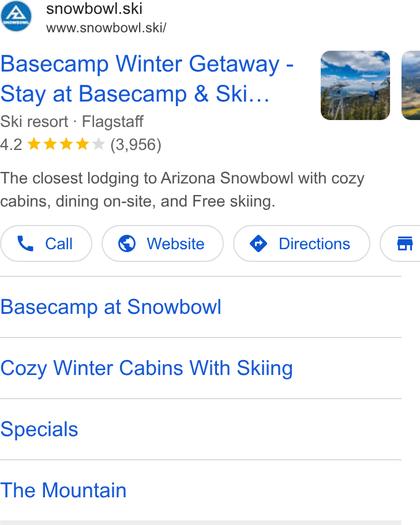 snowbowl.ski
www.snowbowl.ski/
Basecamp Winter Getaway -
Stay at Basecamp & Ski...
Ski resort · Flagstaff
4.2 ★★★★★ (3,956)
The closest lodging to Arizona Snowbowl with cozy
cabins, dining on-site, and Free skiing.
Call Website Directions
Basecamp at Snowbowl
Cozy Winter Cabins With Skiing
Specials
The Mountain